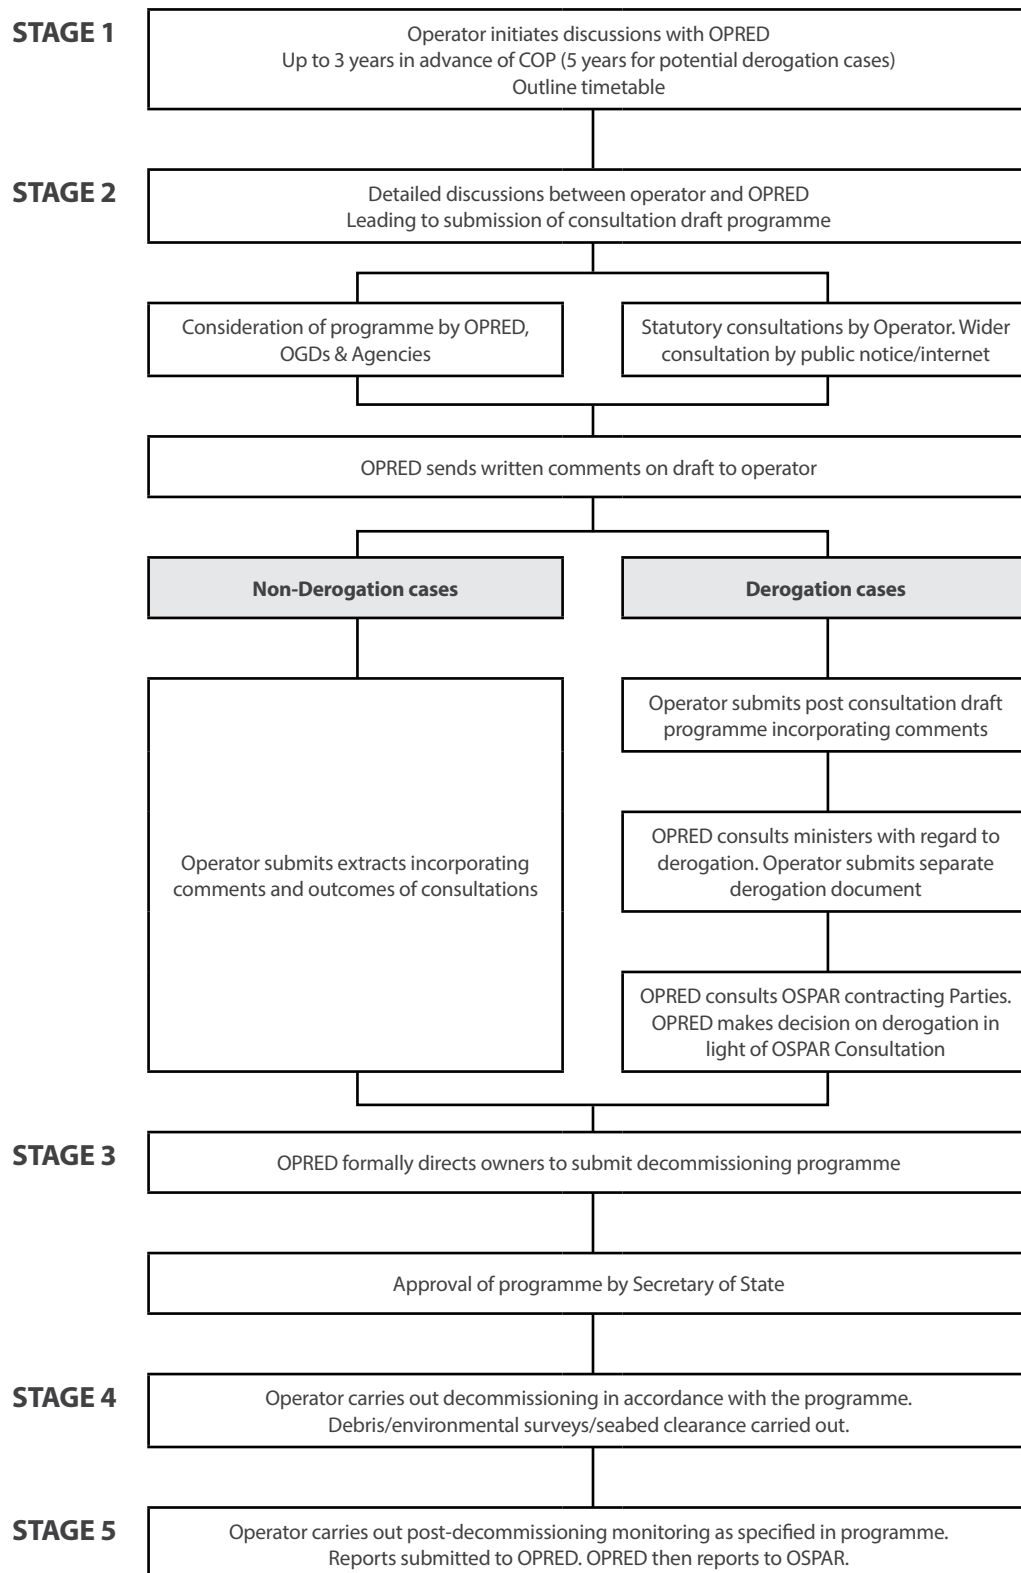 STAGE 1
Operator initiates discussions with OPRED
Up to 3 years in advance of COP (5 years for potential derogation cases)
Outline timetable
STAGE 2
Detailed discussions between operator and OPRED
Leading to submission of consultation draft programme
Consideration of programme by OPRED,
OGDs & Agencies
Statutory consultations by Operator. Wider
consultation by public notice/internet
OPRED sends written comments on draft to operator
Non-Derogation cases
Derogation cases
Operator submits extracts incorporating
comments and outcomes of consultations
Operator submits post consultation draft
programme incorporating comments
OPRED consults ministers with regard to
derogation. Operator submits separate
derogation document
OPRED consults OSPAR contracting Parties.
OPRED makes decision on derogation in
light of OSPAR Consultation
STAGE 3
OPRED formally directs owners to submit decommissioning programme
Approval of programme by Secretary of State
STAGE 4
Operator carries out decommissioning in accordance with the programme.
Debris/environmental surveys/seabed clearance carried out.
STAGE 5
Operator carries out post-decommissioning monitoring as specified in programme.
Reports submitted to OPRED. OPRED then reports to OSPAR.